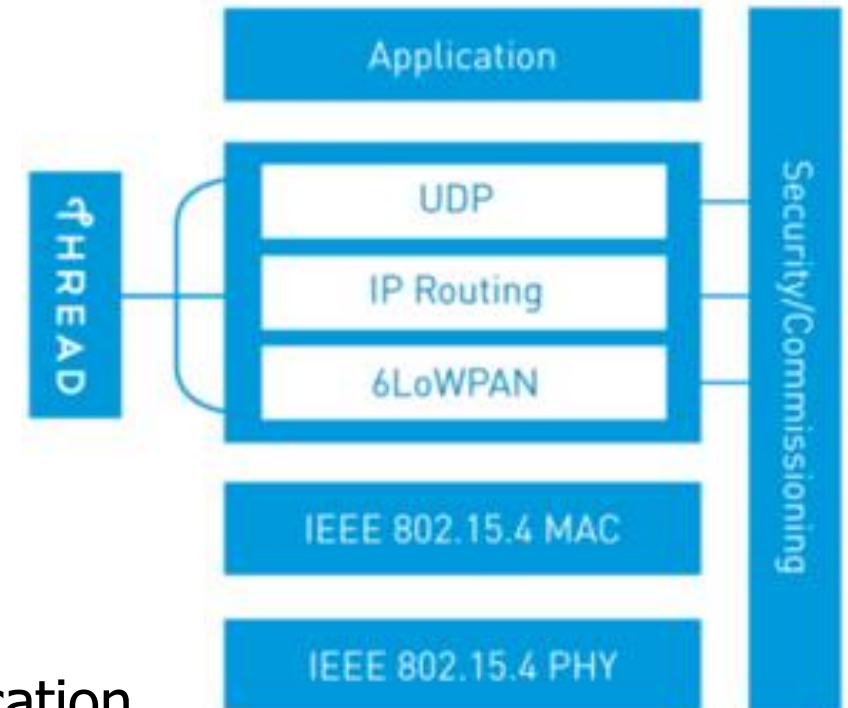 Application
UDP
IP Routing
6LoWPAN
THREAD
Security/Commissioning
IEEE 802.15.4 MAC
IEEE 802.15.4 PHY